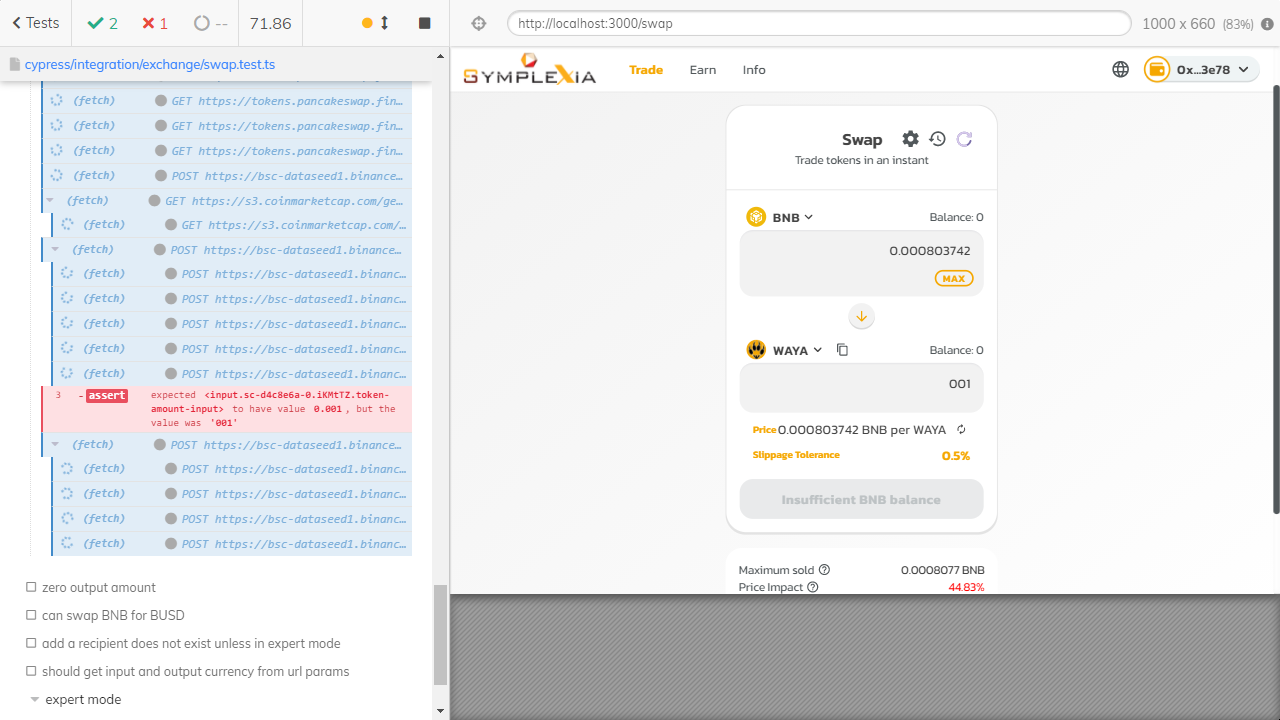 Tests
2
1
--
71.86
http://localhost:3000/swap
1000 x 660 (83%)
cypress/integration/exchange/swap.test.ts
(fetch) GET https://tokens.pancakeswap.fin...
(fetch) GET https://tokens.pancakeswap.fin...
(fetch) GET https://tokens.pancakeswap.fin...
(fetch) POST https://bsc-dataseed1.binance...
(fetch) GET https://s3.coinmarketcap.com/ge...
(fetch) GET https://s3.coinmarketcap.com/...
(fetch) POST https://bsc-dataseed1.binance...
(fetch) POST https://bsc-dataseed1.binanc...
(fetch) POST https://bsc-dataseed1.binanc...
(fetch) POST https://bsc-dataseed1.binanc...
(fetch) POST https://bsc-dataseed1.binanc...
(fetch) POST https://bsc-dataseed1.binanc...
3 -assert expected <input.sc-d4c8e6a-0.iKMtTZ.token-
amount-input> to have value 0.001, but the
value was '001'
(fetch) POST https://bsc-dataseed1.binance...
(fetch) POST https://bsc-dataseed1.binanc...
(fetch) POST https://bsc-dataseed1.binanc...
(fetch) POST https://bsc-dataseed1.binanc...
(fetch) POST https://bsc-dataseed1.binanc...
zero output amount
can swap BNB for BUSD
add a recipient does not exist unless in expert mode
should get input and output currency from url params
expert mode
SYMPLEXIA
Trade
Earn
Info
0x...3e78
Swap
Trade tokens in an instant
BNB
Balance: 0
0.000803742
MAX
WAYA
Balance: 0
001
Price 0.000803742 BNB per WAYA
Slippage Tolerance 0.5%
Insufficient BNB balance
Maximum sold 0.0008077 BNB
Price Impact 44.83%